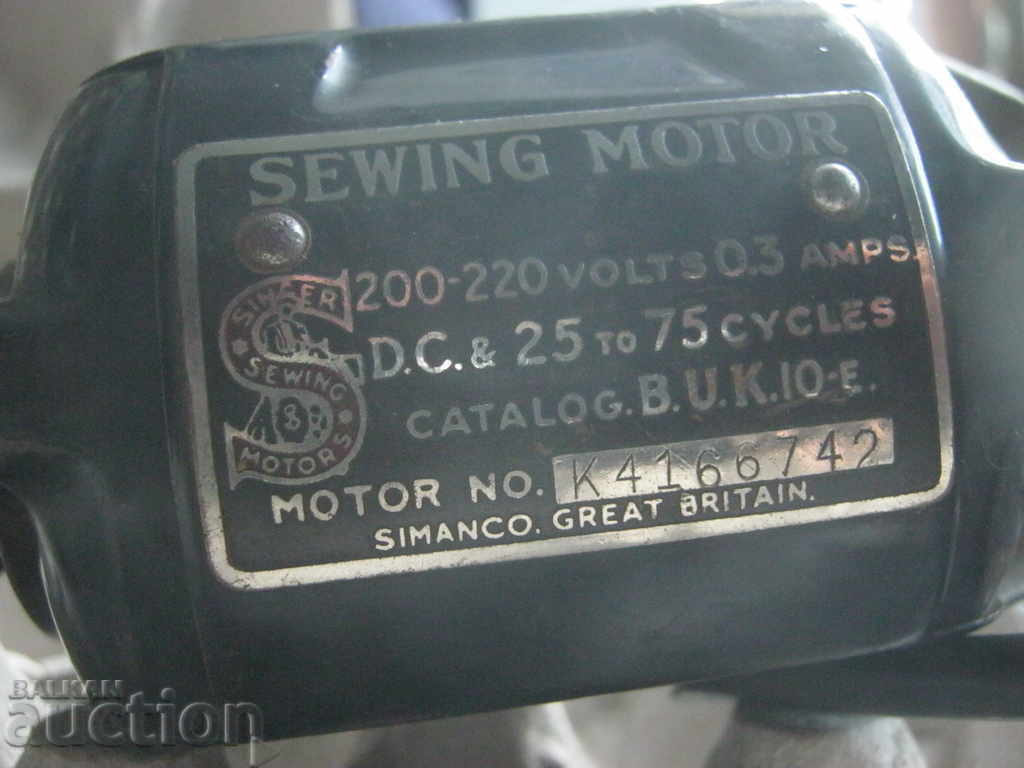 SEWING MOTOR
200-220 VOLTS 0.3 AMPS.
D.C. & 25 TO 75 CYCLES
CATALOG. B.U.K.10-E.
MOTOR NO. K4166742
SIMANCO. GREAT BRITAIN.
SINGER
SEWING
MOTORS
BALKAN
auction